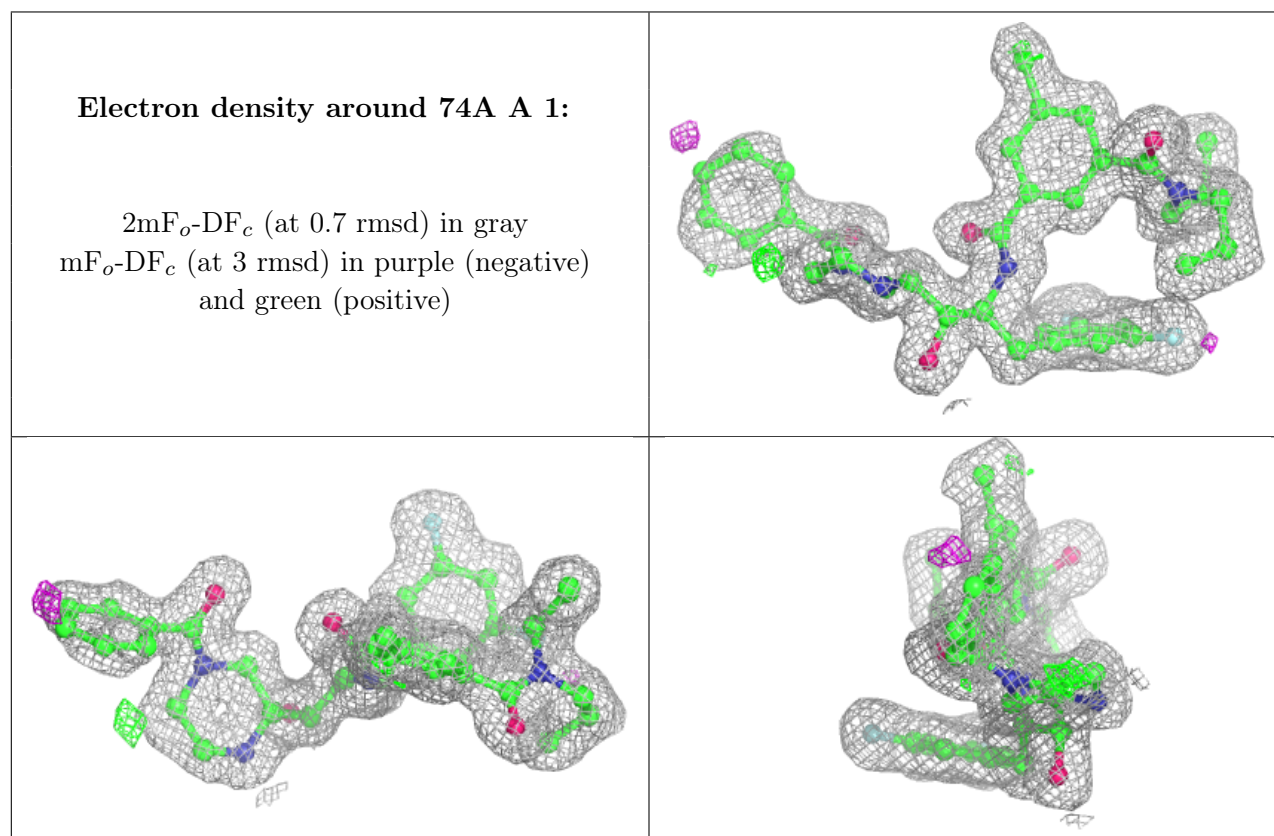 Electron density around 74A A 1:
2mFo-DFc (at 0.7 rmsd) in gray
mFo-DFc (at 3 rmsd) in purple (negative)
and green (positive)